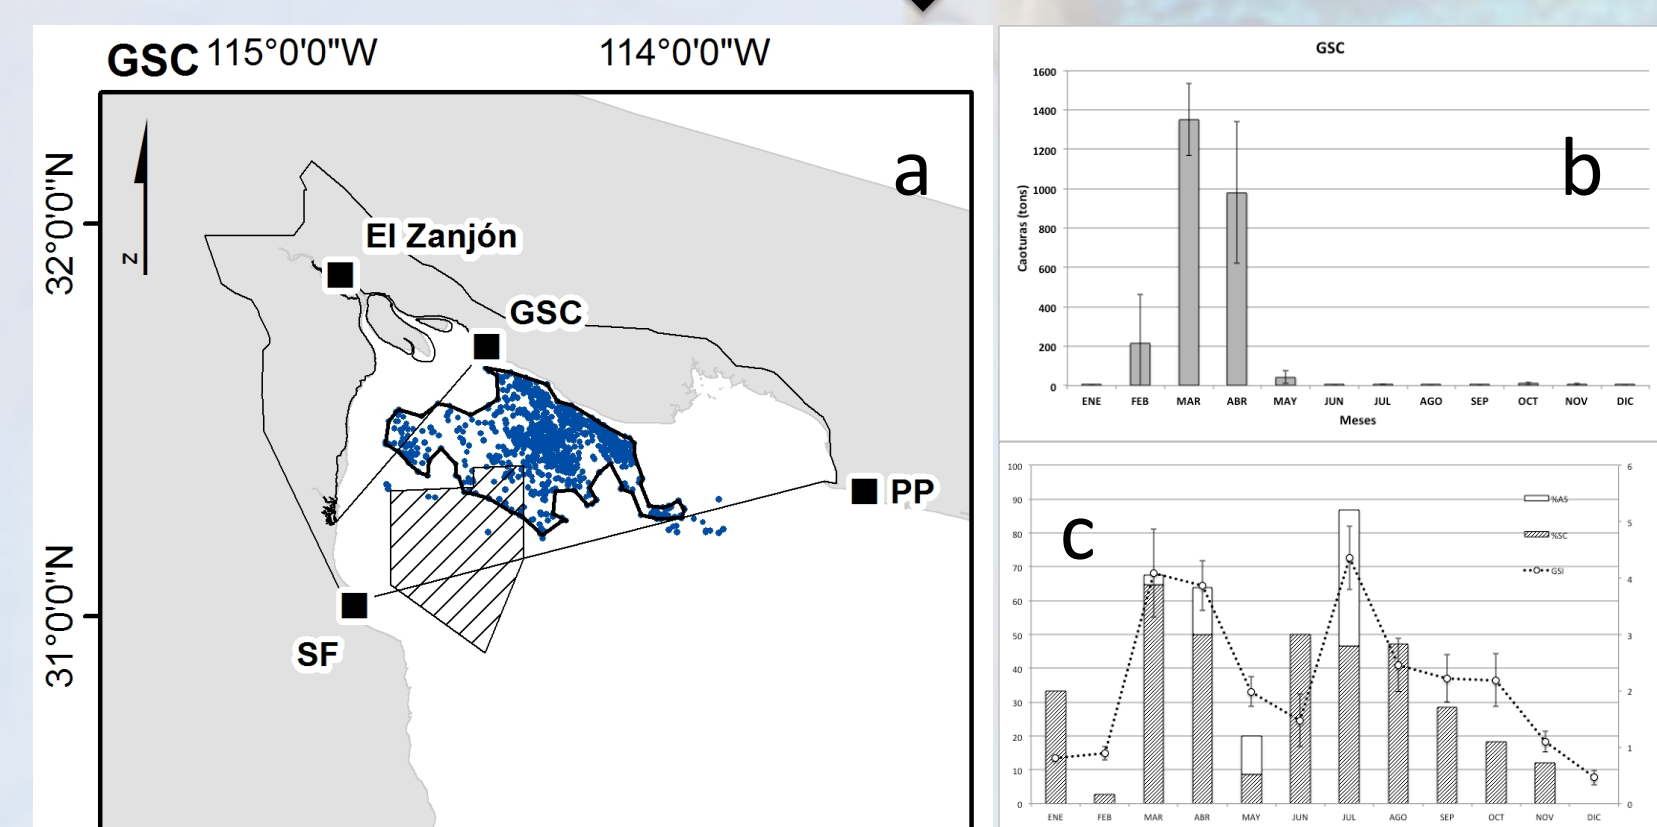 GSC 115°0'0"W 114°0'0"W
a
32°0'0"N
N
El Zanjón
GSC
PP
31°0'0"N
SF
GSC
b
Caoturas (tons)
1600
1400
1200
1000
800
600
400
200
0
ENE FEB MAR ABR MAY JUN JUL AGO SEP OCT NOV DIC
Meses
c
100
90
80
70
60
50
40
30
20
10
0
6
5
4
3
2
1
0
%AS
%SC
GSI
ENE FEB MAR ABR MAY JUN JUL AGO SEP OCT NOV DIC